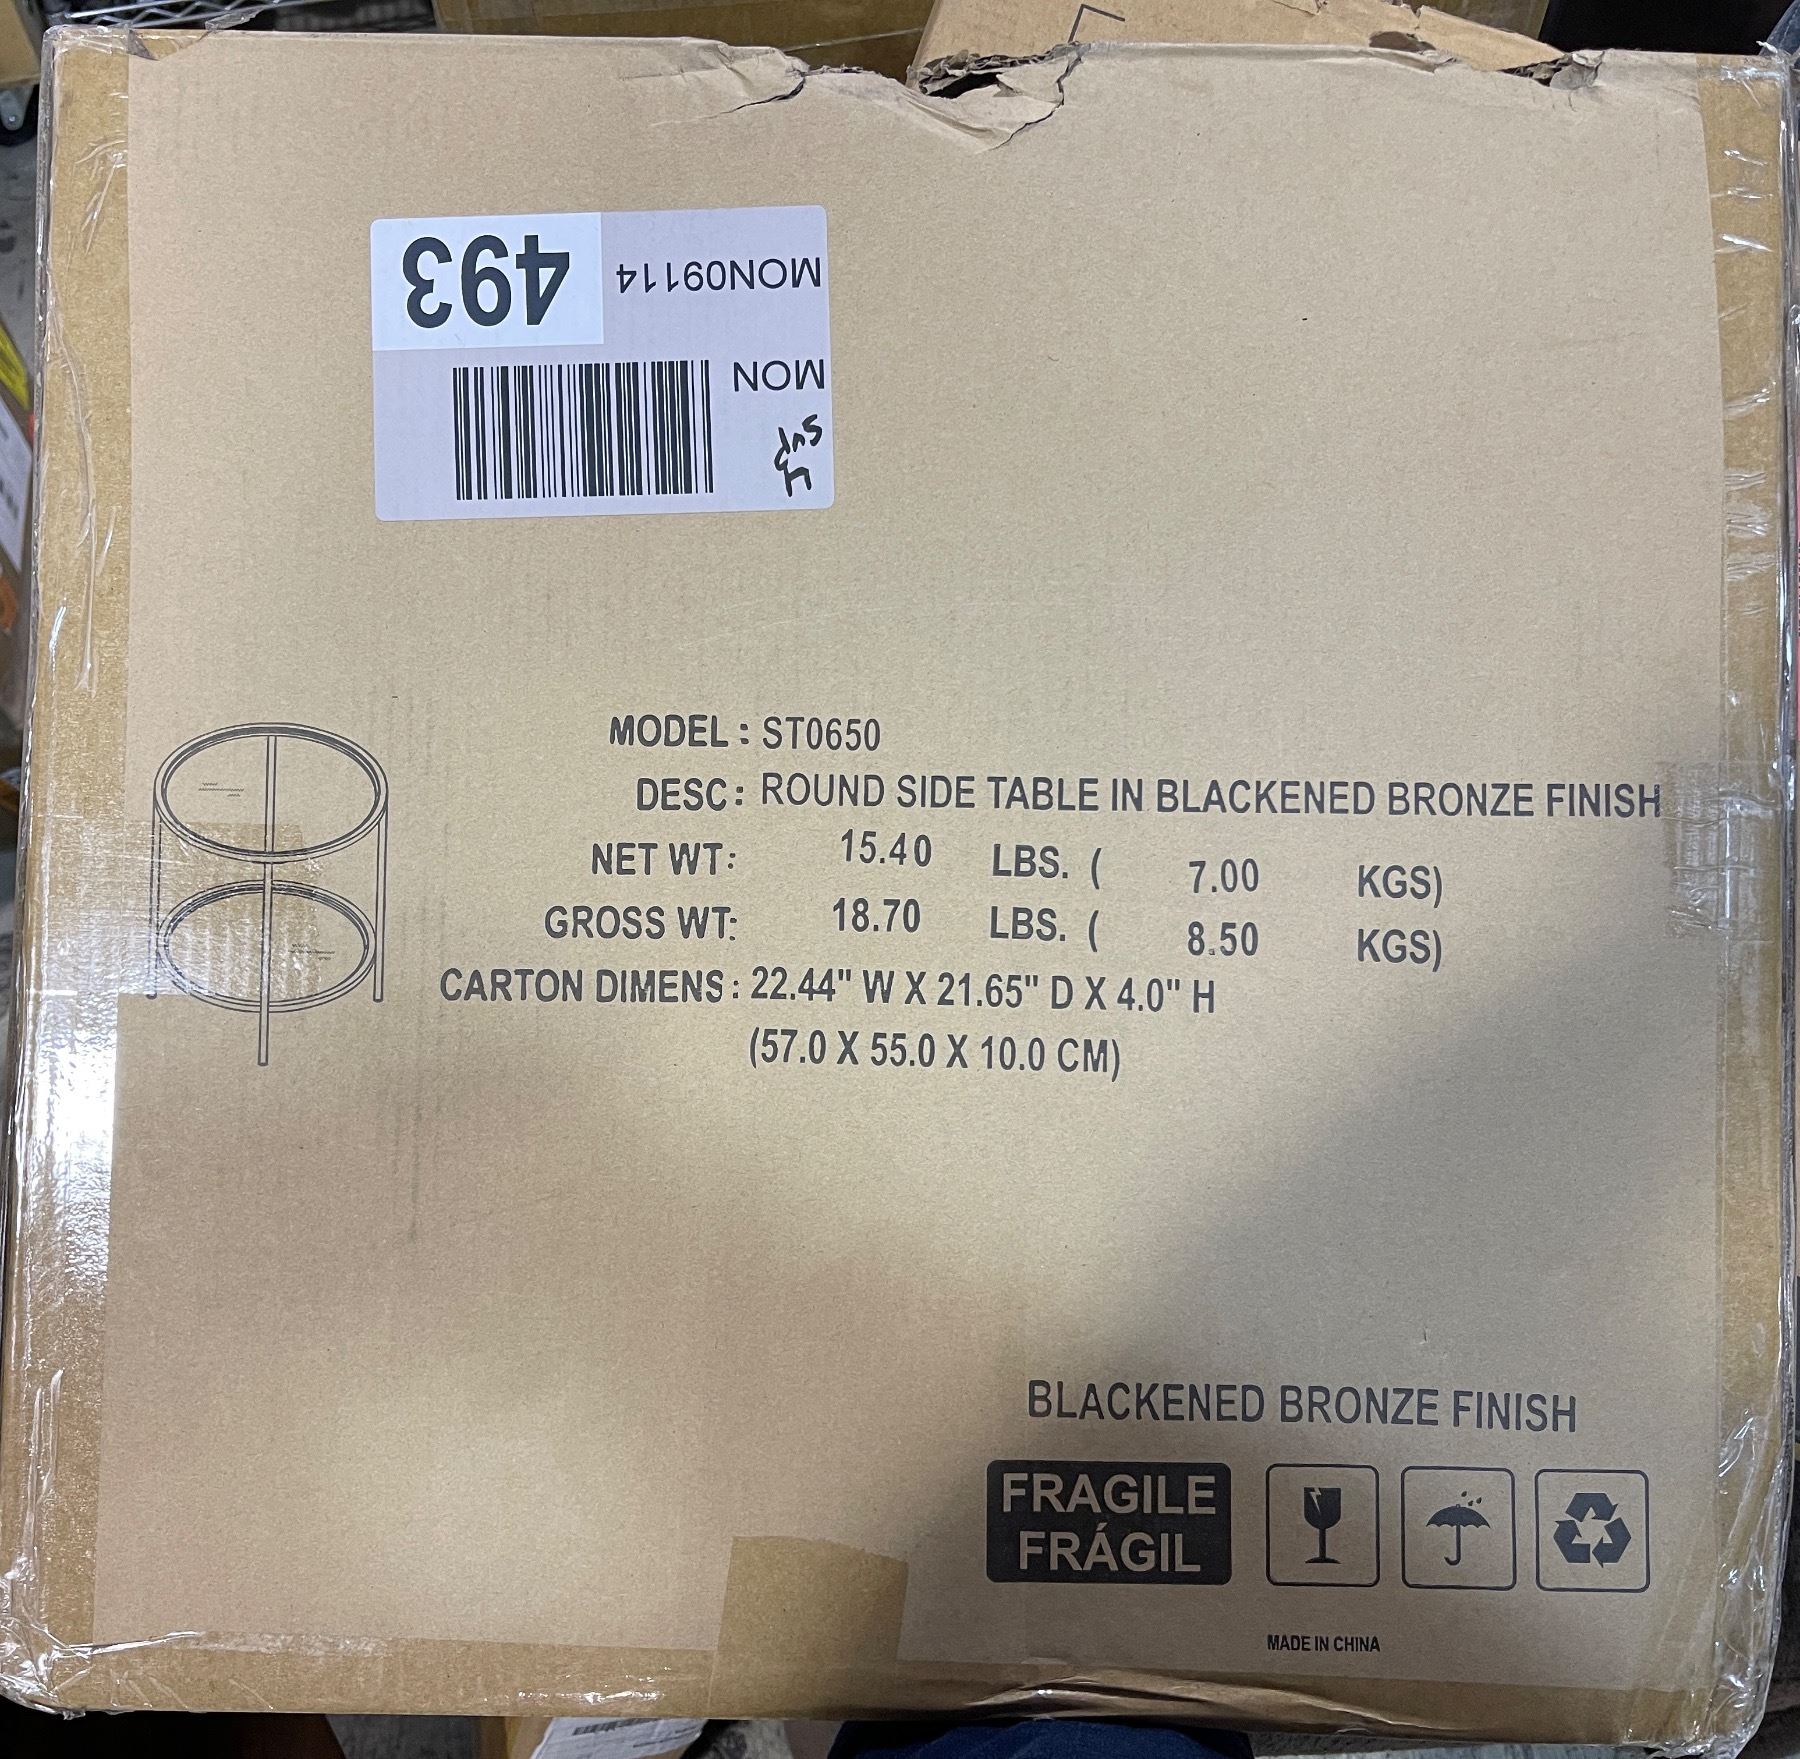 493
MON09114
MON
Sup
MODEL : ST0650
DESC: ROUND SIDE TABLE IN BLACKENED BRONZE FINISH
NET WT: 15.40 LBS. ( 7.00 KGS)
GROSS WT: 18.70 LBS. ( 8.50 KGS)
CARTON DIMENS : 22.44" W X 21.65" D X 4.0" H
(57.0 X 55.0 X 10.0 CM)
BLACKENED BRONZE FINISH
FRAGILE
FRÁGIL
MADE IN CHINA